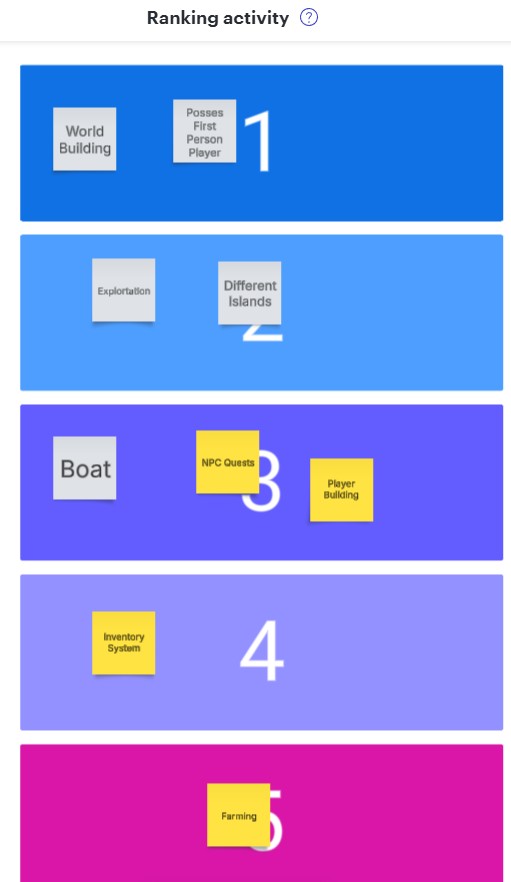 Ranking activity ?
World
Building
Posses
First
Person
Player
1
Explortation
Different
Islands
2
Boat
NPC Quests
3
Player
Building
Inventory
System
4
Farming
5